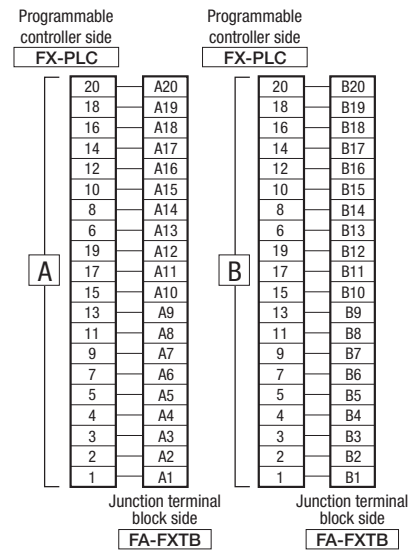 Programmable
controller side
FX-PLC
A
20 A20
18 A19
16 A18
14 A17
12 A16
10 A15
8 A14
6 A13
19 A12
17 A11
15 A10
13 A9
11 A8
9 A7
7 A6
5 A5
4 A4
3 A3
2 A2
1 A1
Junction terminal
block side
FA-FXTB
Programmable
controller side
FX-PLC
B
20 B20
18 B19
16 B18
14 B17
12 B16
10 B15
8 B14
6 B13
19 B12
17 B11
15 B10
13 B9
11 B8
9 B7
7 B6
5 B5
4 B4
3 B3
2 B2
1 B1
Junction terminal
block side
FA-FXTB